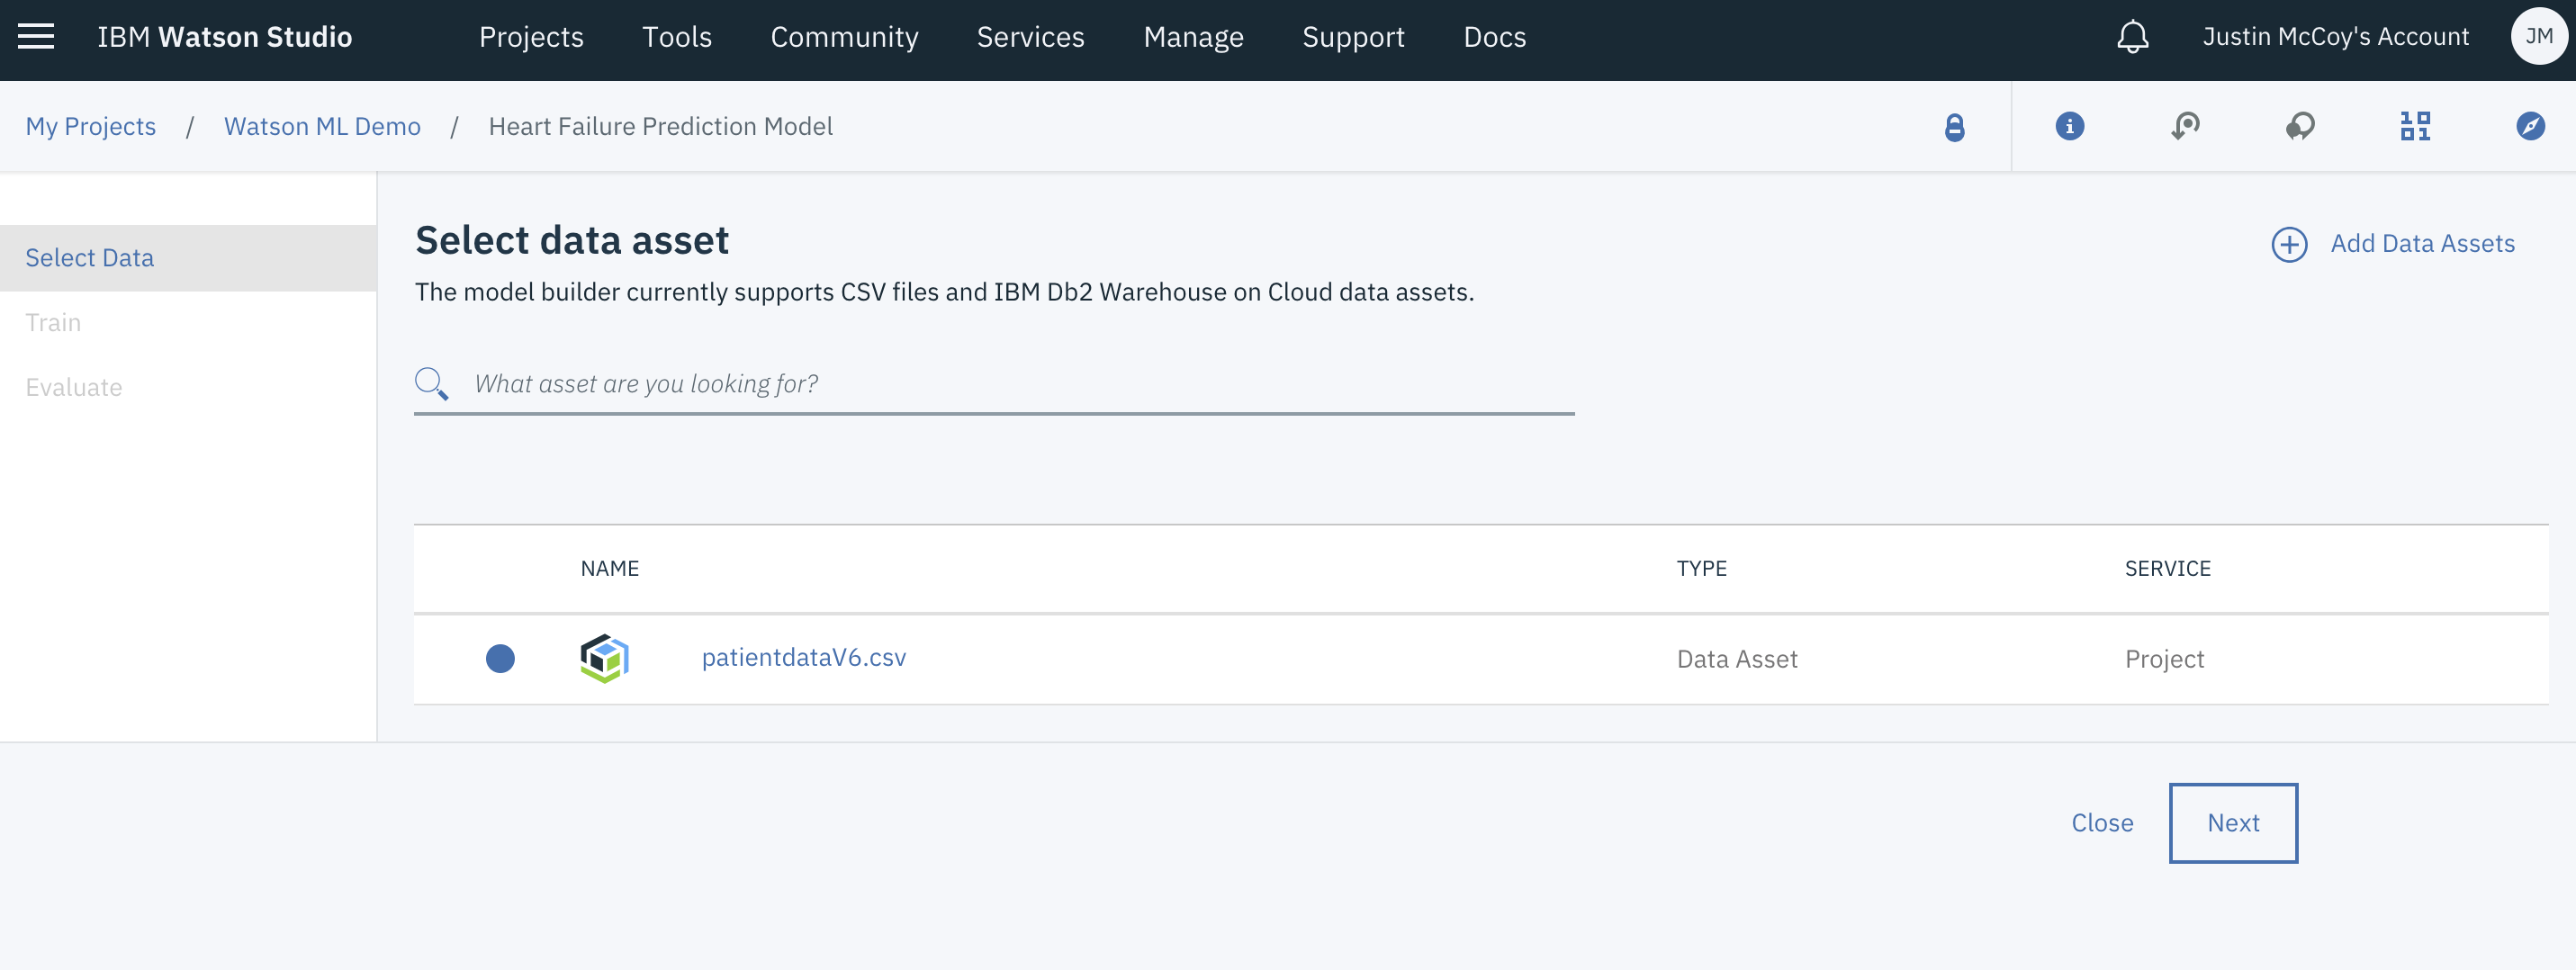 IBM Watson Studio Projects Tools Community Services Manage Support Docs Justin McCoy's Account JM
My Projects / Watson ML Demo / Heart Failure Prediction Model
Select Data
Train
Evaluate
Select data asset
Add Data Assets
The model builder currently supports CSV files and IBM Db2 Warehouse on Cloud data assets.
What asset are you looking for?
NAME TYPE SERVICE
patientdataV6.csv Data Asset Project
Close Next